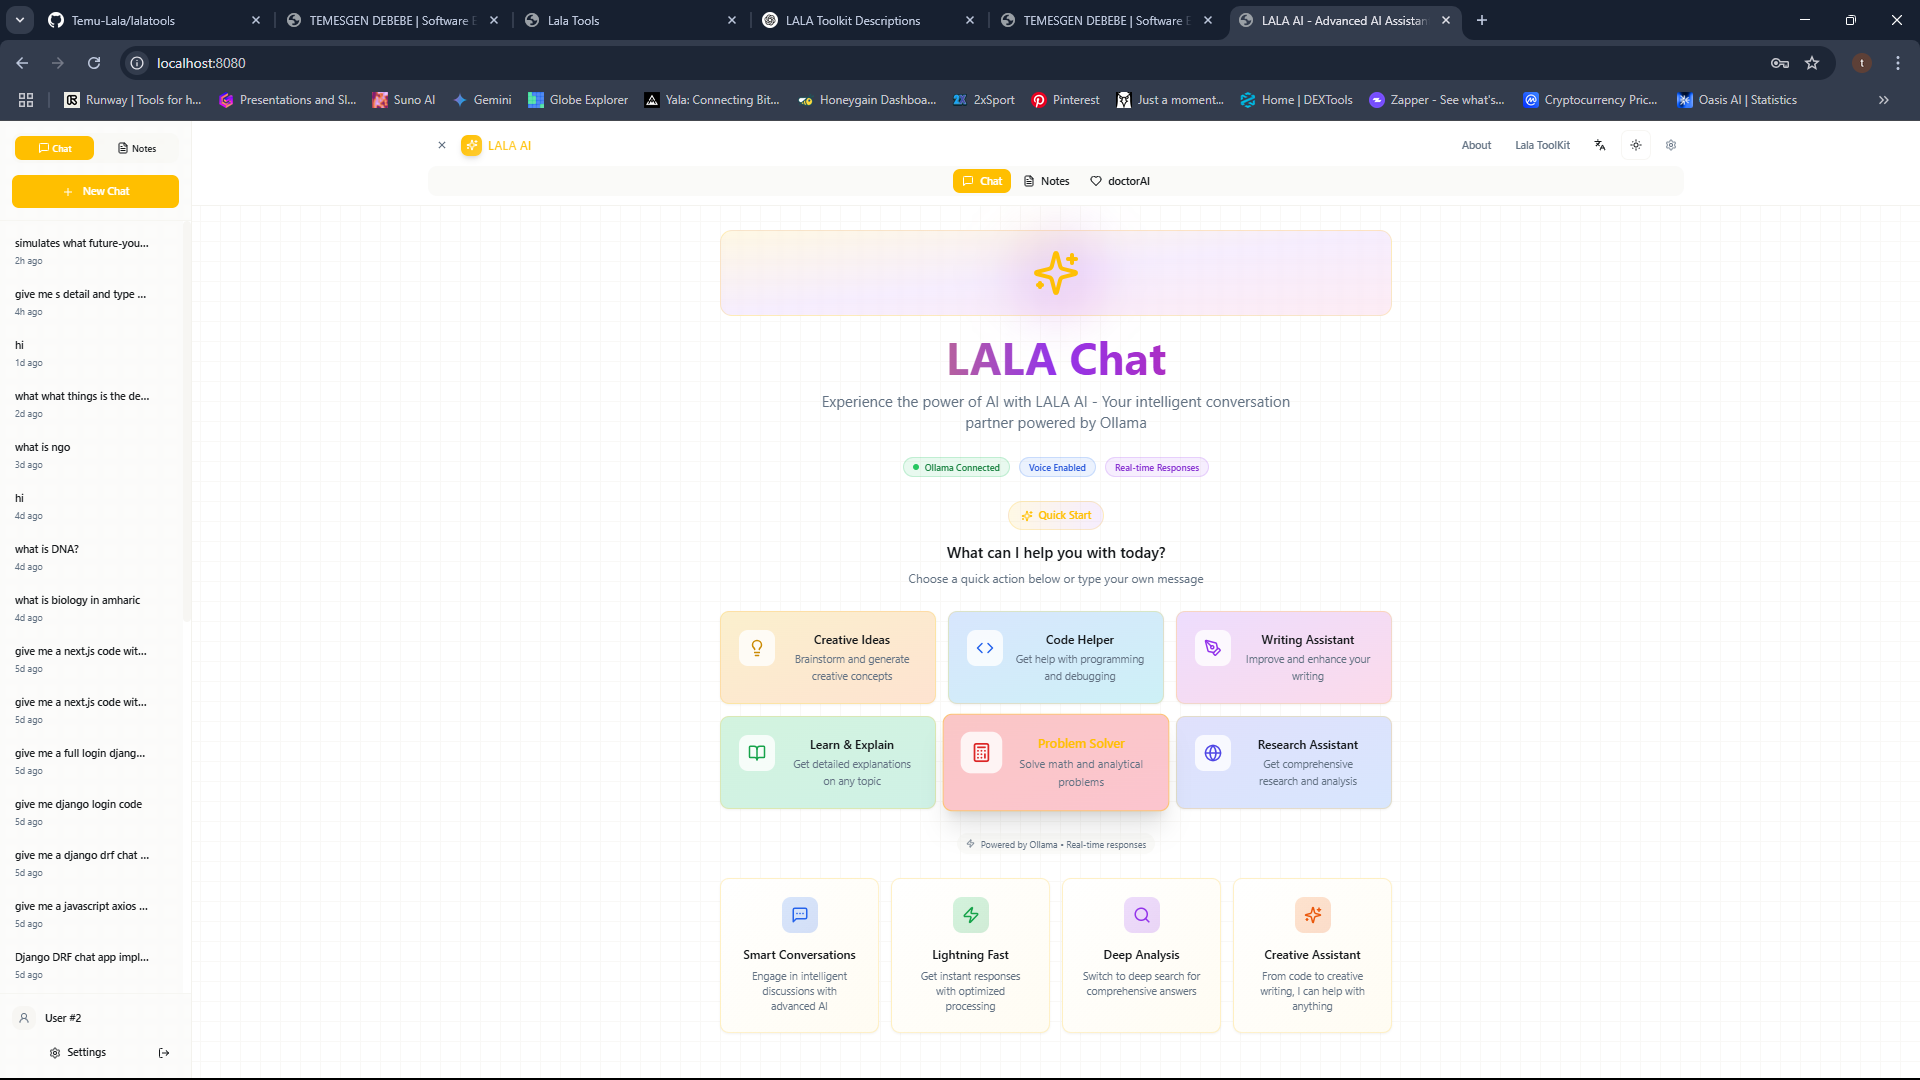 Temu-Lala/lalatools
TEMESGEN DEBEBE | Software E
Lala Tools
LALA Toolkit Descriptions
TEMESGEN DEBEBE | Software E
LALA AI - Advanced AI Assistan
localhost:8080
t
Runway | Tools for h...
Presentations and Sl...
Suno AI
Gemini
Globe Explorer
Yala: Connecting Bit...
Honeygain Dashboa...
2xSport
Pinterest
Just a moment...
Home | DEXTools
Zapper - See what's...
Cryptocurrency Pric...
Oasis AI | Statistics
Chat
Notes
New Chat
simulates what future-you...
2h ago
give me s detail and type ...
4h ago
hi
1d ago
what what things is the de...
2d ago
what is ngo
3d ago
hi
4d ago
what is DNA?
4d ago
what is biology in amharic
4d ago
give me a next.js code wit...
5d ago
give me a next.js code wit...
5d ago
give me a full login djang...
5d ago
give me django login code
5d ago
give me a django drf chat ...
5d ago
give me a javascript axios ...
5d ago
Django DRF chat app impl...
5d ago
User #2
Settings
LALA AI
About
Lala ToolKit
Chat
Notes
doctorAI
LALA Chat
Experience the power of AI with LALA AI - Your intelligent conversation
partner powered by Ollama
Ollama Connected
Voice Enabled
Real-time Responses
Quick Start
What can I help you with today?
Choose a quick action below or type your own message
Creative Ideas
Brainstorm and generate
creative concepts
Code Helper
Get help with programming
and debugging
Writing Assistant
Improve and enhance your
writing
Learn & Explain
Get detailed explanations
on any topic
Problem Solver
Solve math and analytical
problems
Research Assistant
Get comprehensive
research and analysis
Powered by Ollama • Real-time responses
Smart Conversations
Engage in intelligent
discussions with
advanced AI
Lightning Fast
Get instant responses
with optimized
processing
Deep Analysis
Switch to deep search for
comprehensive answers
Creative Assistant
From code to creative
writing, I can help with
anything